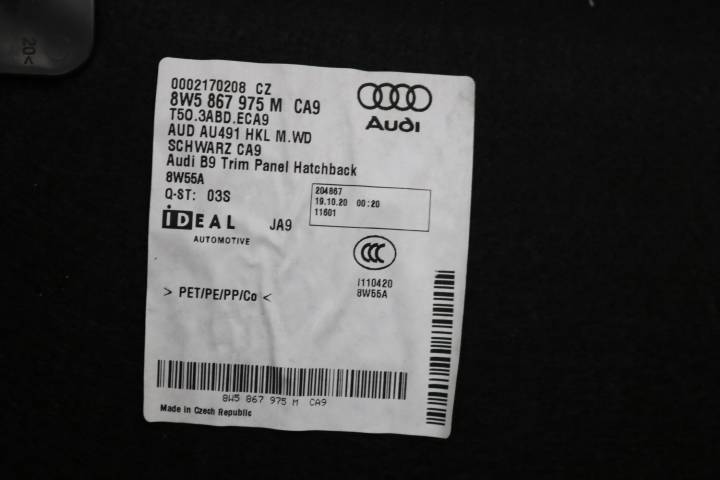 20<
0002170208 CZ
8W5 867 975 M CA9
T50.3ABD.ECA9
AUD AU491 HKL M.WD
SCHWARZ CA9
Audi B9 Trim Panel Hatchback
8W55A
Q-ST: 03S
Audi
204867
19.10.20 00:20
11601
iDEAL
AUTOMOTIVE
JA9
CCC
I110420
8W55A
> PET/PE/PP/Co <
8W5 867 975 M CA9
Made in Czech Republic